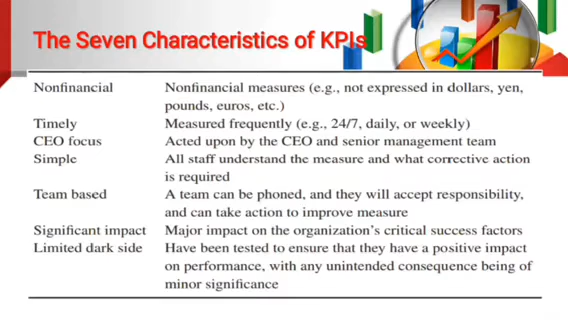 The Seven Characteristics of KPIs
Nonfinancial Nonfinancial measures (e.g., not expressed in dollars, yen,
pounds, euros, etc.)
Timely Measured frequently (e.g., 24/7, daily, or weekly)
CEO focus Acted upon by the CEO and senior management team
Simple All staff understand the measure and what corrective action
is required
Team based A team can be phoned, and they will accept responsibility,
and can take action to improve measure
Significant impact Major impact on the organization's critical success factors
Limited dark side Have been tested to ensure that they have a positive impact
on performance, with any unintended consequence being of
minor significance